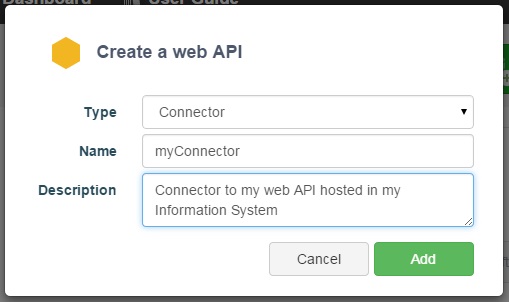 Dashboard User Guide
Create a web API
Type Connector
Name myConnector
Description Connector to my web API hosted in my
Information System
Cancel Add